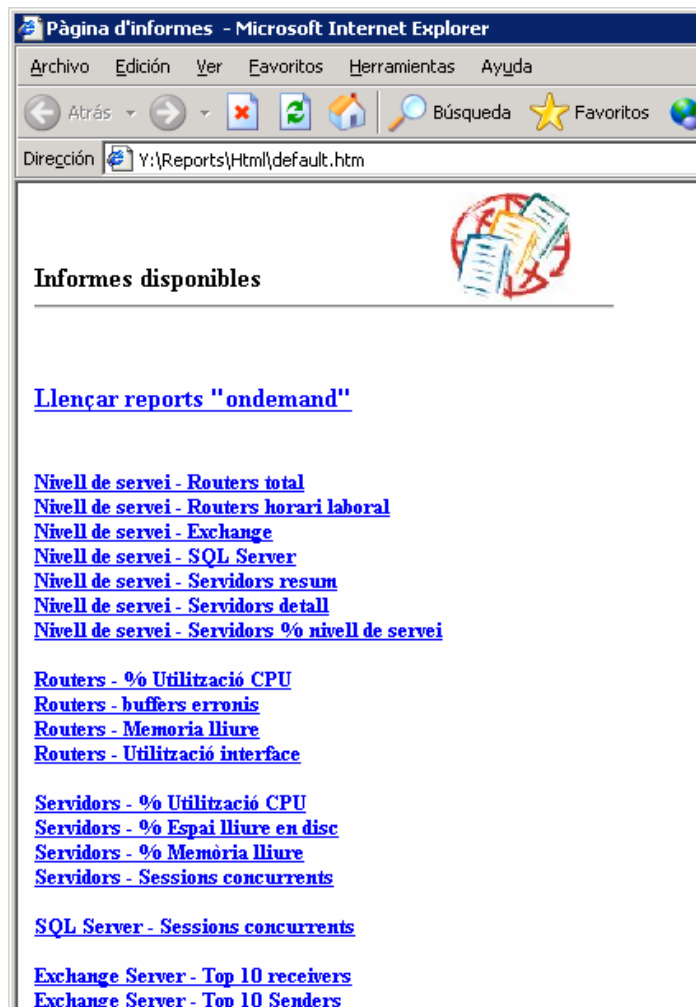 Pàgina d'informes - Microsoft Internet Explorer
Archivo Edición Ver Favoritos Herramientas Ayuda
Atrás Búsqueda Favoritos
Dirección Y:\Reports\Html\default.htm
Informes disponibles
Llençar reports "ondemand"
Nivell de servei - Routers total
Nivell de servei - Routers horari laboral
Nivell de servei - Exchange
Nivell de servei - SQL Server
Nivell de servei - Servidors resum
Nivell de servei - Servidors detall
Nivell de servei - Servidors % nivell de servei
Routers - % Utilització CPU
Routers - buffers erronis
Routers - Memoria lliure
Routers - Utilització interface
Servidors - % Utilització CPU
Servidors - % Espai lliure en disc
Servidors - % Memòria lliure
Servidors - Sessions concurrents
SQL Server - Sessions concurrents
Exchange Server - Top 10 receivers
Exchange Server - Top 10 Senders